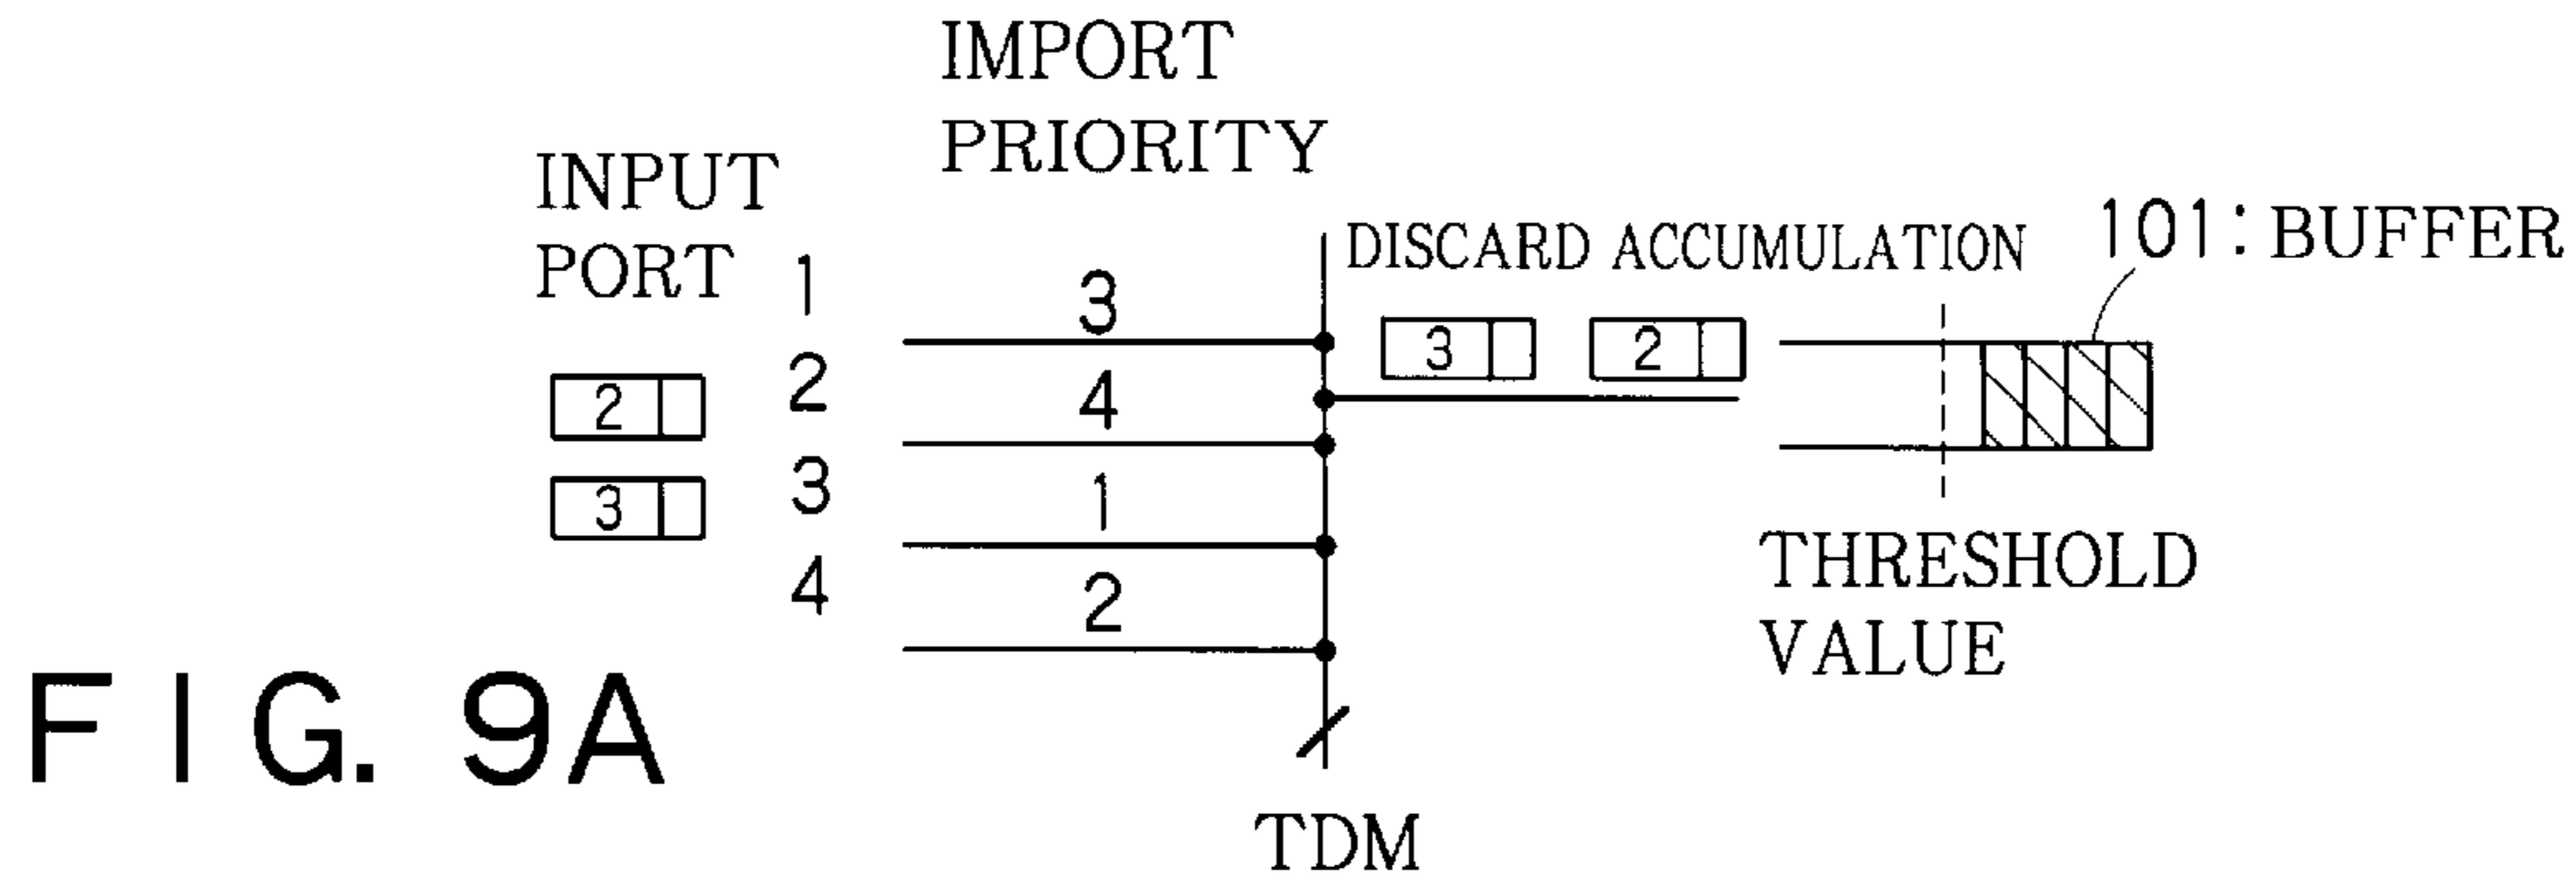 IMPORT
PRIORITY
INPUT
PORT
101: BUFFER
DISCARD ACCUMULATION
1
3
3
2
2
4
2
3
1
3
4
2
THRESHOLD
VALUE
FIG. 9A
TDM